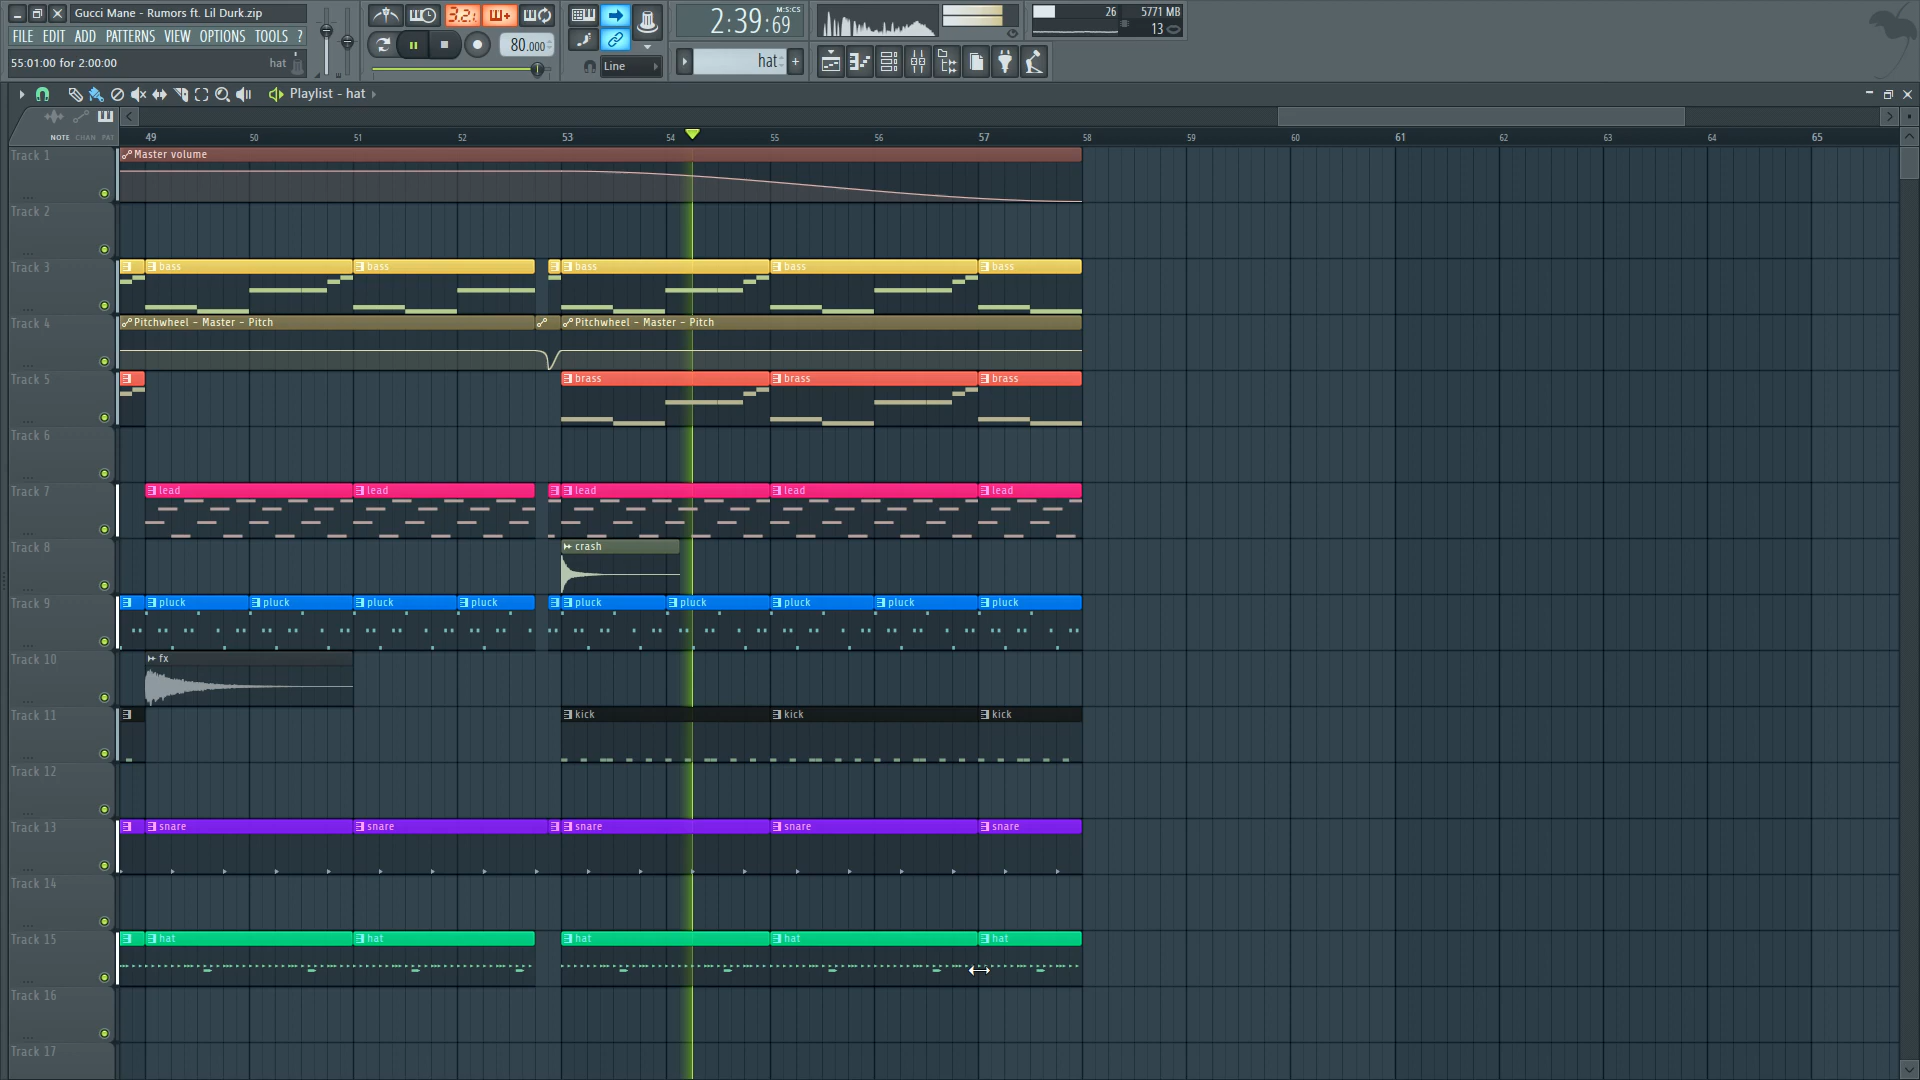 Gucci Mane - Rumors ft. Lil Durk.zip
FILE EDIT ADD PATTERNS VIEW OPTIONS TOOLS ?
55:01:00 for 2:00:00
hat
3.2.
80.000
Line
2:39:69
M:S:CS
hat
26
5771 MB
13
Playlist - hat
NOTE CHAN PAT
49 50 51 52 53 54 55 56 57 58 59 60 61 62 63 64 65
Track 1
Master volume
Track 2
Track 3
bass bass bass bass bass
Track 4
Pitchwheel - Master - Pitch Pitchwheel - Master - Pitch
Track 5
brass brass brass
Track 6
Track 7
lead lead lead lead lead
Track 8
crash
Track 9
pluck pluck pluck pluck pluck pluck pluck pluck pluck
Track 10
fx
Track 11
kick kick kick
Track 12
Track 13
snare snare snare snare snare
Track 14
Track 15
hat hat hat hat hat
Track 16
Track 17